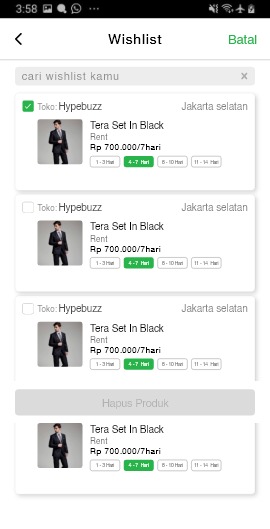 3:58
Wishlist
Batal
cari wishlist kamu
Toko: Hypebuzz
Jakarta selatan
Tera Set In Black
Rent
Rp 700.000/7hari
1 - 3 Hari 4 - 7 Hari 8 - 10 Hari 11 - 14 Hari
Toko: Hypebuzz
Jakarta selatan
Tera Set In Black
Rent
Rp 700.000/7hari
1 - 3 Hari 4 - 7 Hari 8 - 10 Hari 11 - 14 Hari
Toko: Hypebuzz
Jakarta selatan
Tera Set In Black
Rent
Rp 700.000/7hari
1 - 3 Hari 4 - 7 Hari 8 - 10 Hari 11 - 14 Hari
Hapus Produk
Tera Set In Black
Rent
Rp 700.000/7hari
1 - 3 Hari 4 - 7 Hari 8 - 10 Hari 11 - 14 Hari